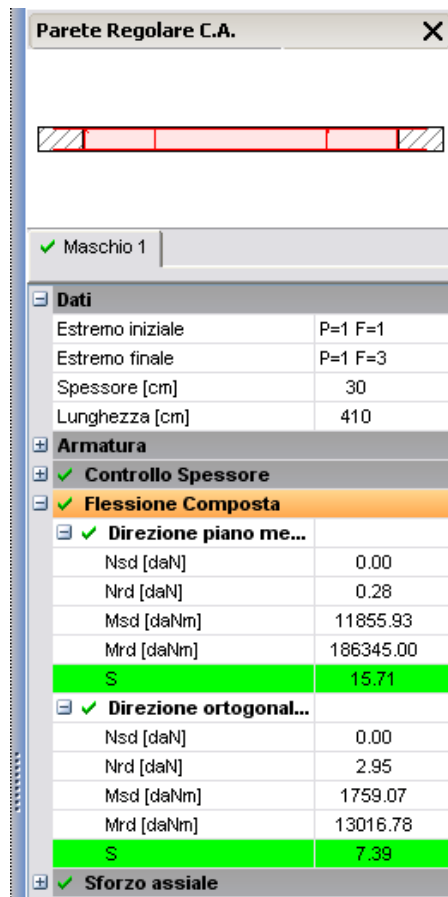 Parete Regolare C.A.
Maschio 1
Dati
Estremo iniziale P=1 F=1
Estremo finale P=1 F=3
Spessore [cm] 30
Lunghezza [cm] 410
Armatura
Controllo Spessore
Flessione Composta
Direzione piano me...
Nsd [daN] 0.00
Nrd [daN] 0.28
Msd [daNm] 11855.93
Mrd [daNm] 186345.00
S 15.71
Direzione ortogonal...
Nsd [daN] 0.00
Nrd [daN] 2.95
Msd [daNm] 1759.07
Mrd [daNm] 13016.78
S 7.39
Sforzo assiale